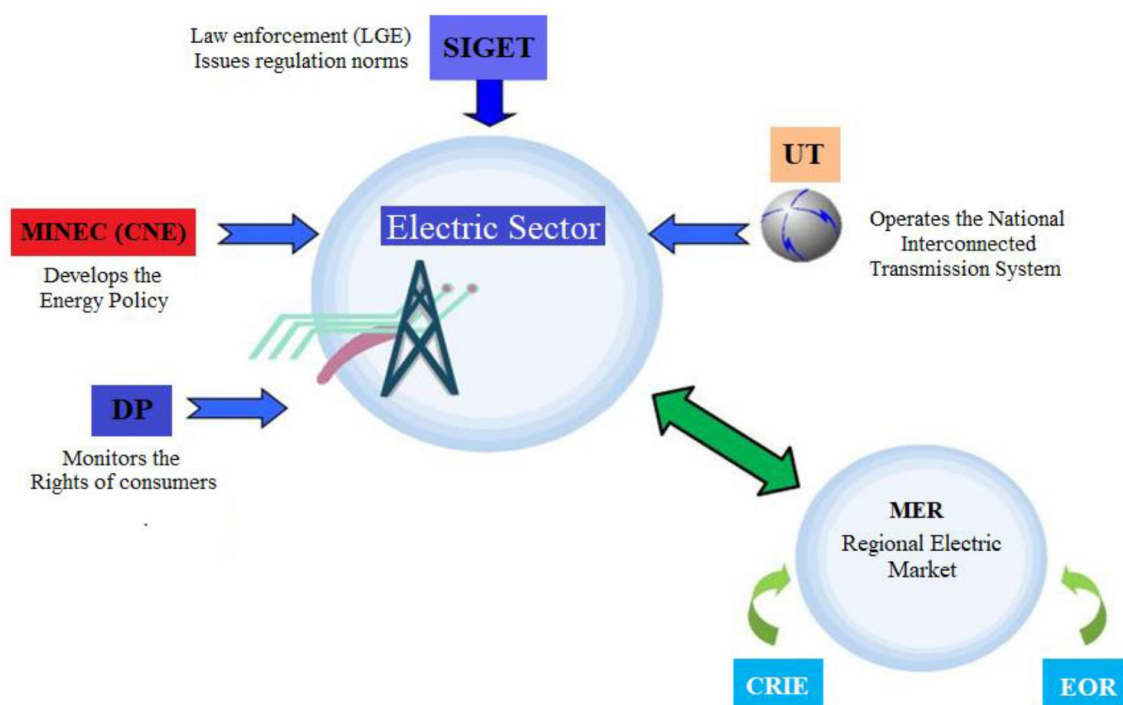 Law enforcement (LGE)
Issues regulation norms
SIGET
UT
Operates the National
Interconnected
Transmission System
MINEC (CNE)
Develops the
Energy Policy
Electric Sector
DP
Monitors the
Rights of consumers
.
MER
Regional Electric
Market
CRIE
EOR